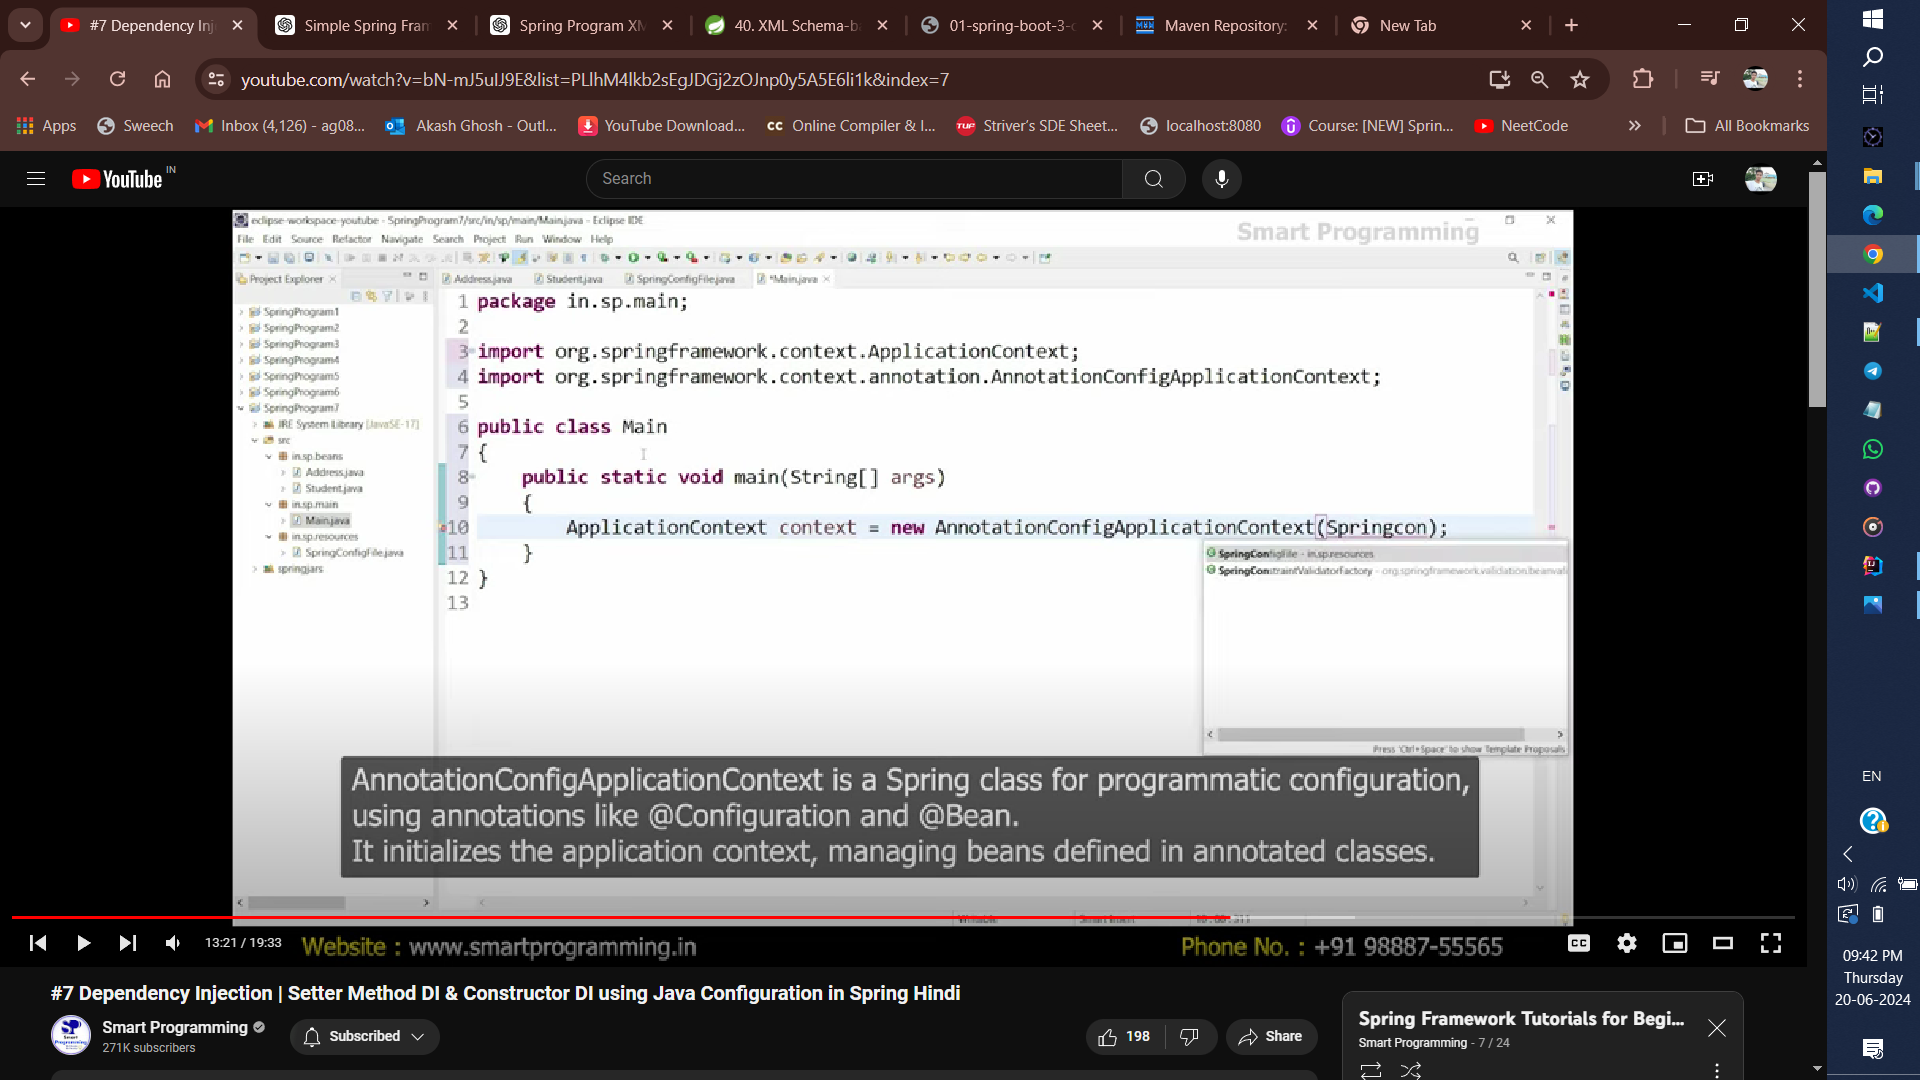 #7 Dependency Inj
Simple Spring Fram
Spring Program XM
40. XML Schema-ba
01-spring-boot-3-c
Maven Repository:
New Tab
youtube.com/watch?v=bN-mJ5uIJ9E&list=PLlhM4lkb2sEgJDGj2zOJnp0y5A5E6li1k&index=7
Apps
Sweech
Inbox (4,126) - ag08...
Akash Ghosh - Outl...
YouTube Download...
Online Compiler & I...
Striver's SDE Sheet...
localhost:8080
Course: [NEW] Sprin...
NeetCode
All Bookmarks
YouTube IN
Search
eclipse-workspace-youtube - SpringProgram7/src/in/sp/main/Main.java - Eclipse IDE
Smart Programming
File Edit Source Refactor Navigate Search Project Run Window Help
Project Explorer
Address.java
Student.java
SpringConfigFile.java
*Main.java
SpringProgram1
SpringProgram2
SpringProgram3
SpringProgram4
SpringProgram5
SpringProgram6
SpringProgram7
JRE System Library [JavaSE-17]
src
in.sp.beans
Address.java
Student.java
in.sp.main
Main.java
in.sp.resources
SpringConfigFile.java
springjars
1 package in.sp.main;
2
3 import org.springframework.context.ApplicationContext;
4 import org.springframework.context.annotation.AnnotationConfigApplicationContext;
5
6 public class Main
7 {
8 public static void main(String[] args)
9 {
10 ApplicationContext context = new AnnotationConfigApplicationContext(Springcon);
11 }
12 }
13
SpringConfigFile - in.sp.resources
SpringConstraintValidatorFactory - org.springframework.validation.beanvali
Press 'Ctrl+Space' to show Template Proposals
AnnotationConfigApplicationContext is a Spring class for programmatic configuration,
using annotations like @Configuration and @Bean.
It initializes the application context, managing beans defined in annotated classes.
Writable
Smart Insert
10 : 80 : 311
13:21 / 19:33
Website : www.smartprogramming.in
Phone No. : +91 98887-55565
CC
#7 Dependency Injection | Setter Method DI & Constructor DI using Java Configuration in Spring Hindi
Smart Programming
271K subscribers
Subscribed
198
Share
Spring Framework Tutorials for Begi...
Smart Programming - 7 / 24
EN
09:42 PM
Thursday
20-06-2024